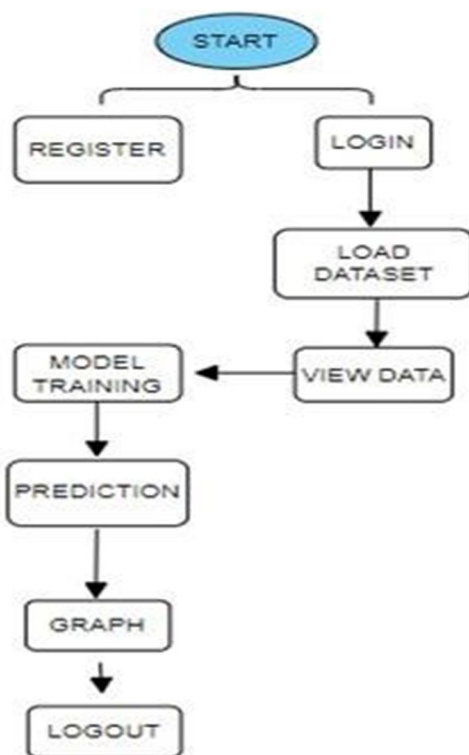 START
REGISTER
LOGIN
LOAD
DATASET
VIEW DATA
MODEL
TRAINING
PREDICTION
GRAPH
LOGOUT